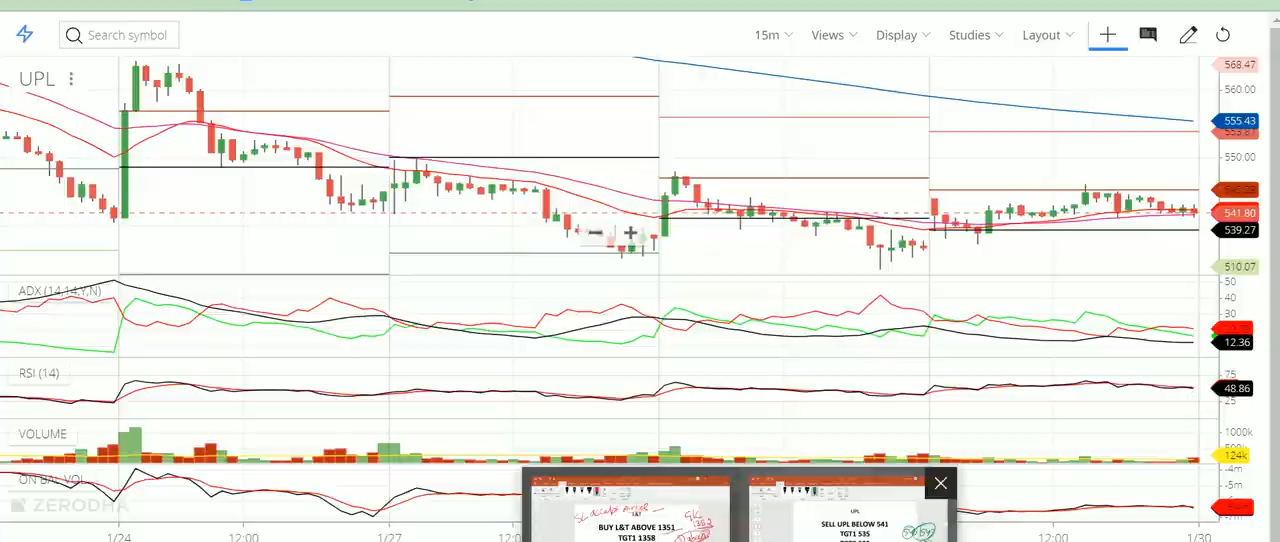 Search symbol
15m
Views
Display
Studies
Layout
UPL
568.47
560.00
555.43
550.00
541.80
539.27
510.07
ADX (14,14,Y,N)
50
40
30
12.36
RSI (14)
75
48.86
25
VOLUME
1000k
124k
ON BAL VOL
-4m
ZERODHA
1/24
12:00
1/27
12:0
12:00
1/30
L&T
BUY L&T ABOVE 1351
TGT1 1358
UPL
SELL UPL BELOW 541
TGT1 535